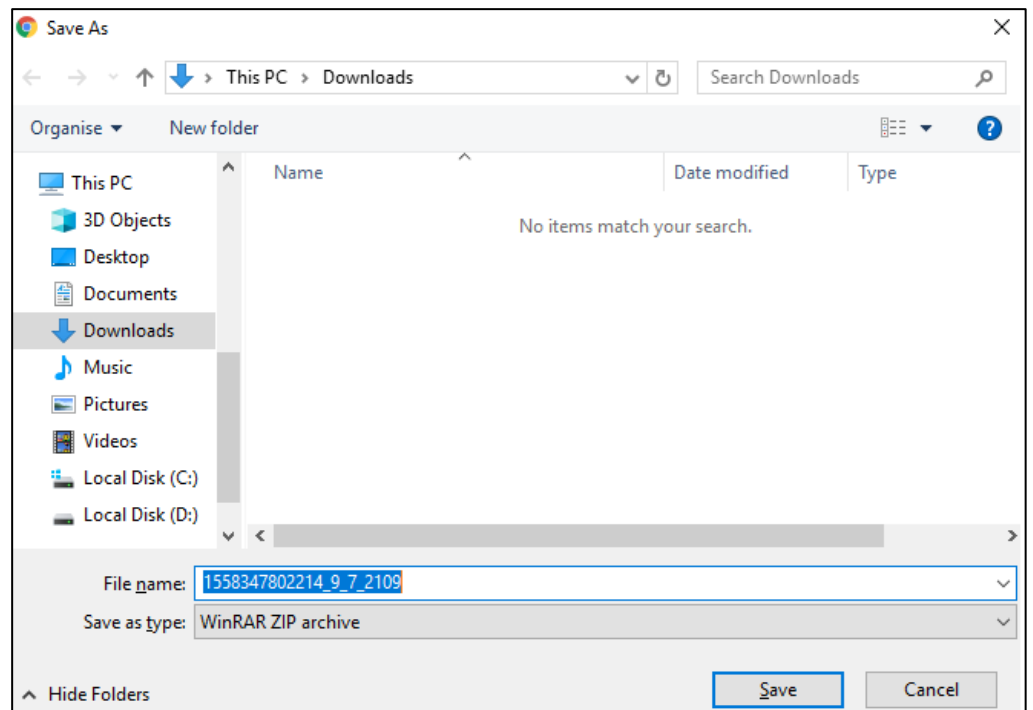 Save As
This PC > Downloads
Search Downloads
Organise
New folder
Name
Date modified
Type
No items match your search.
This PC
3D Objects
Desktop
Documents
Downloads
Music
Pictures
Videos
Local Disk (C:)
Local Disk (D:)
File name: 1558347802214_9_7_2109
Save as type: WinRAR ZIP archive
Hide Folders
Save
Cancel